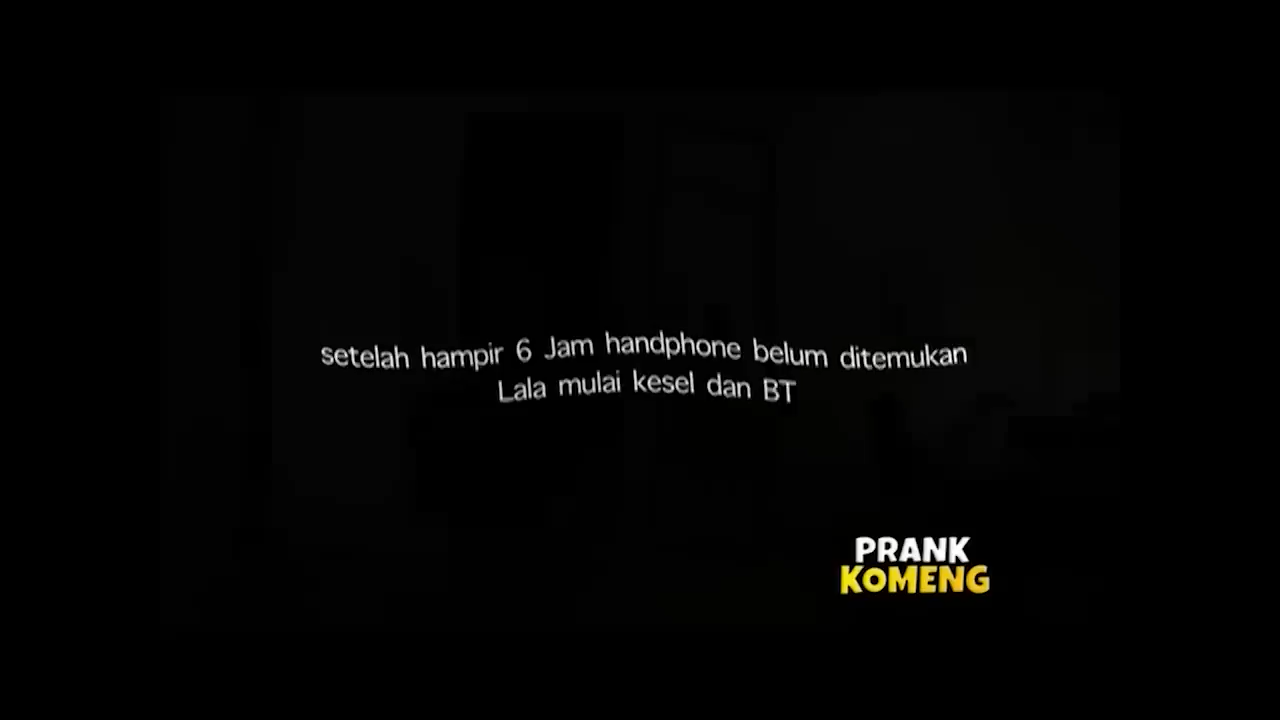 setelah hampir 6 Jam handphone belum ditemukan
Lala mulai kesel dan BT
PRANK
KOMENG